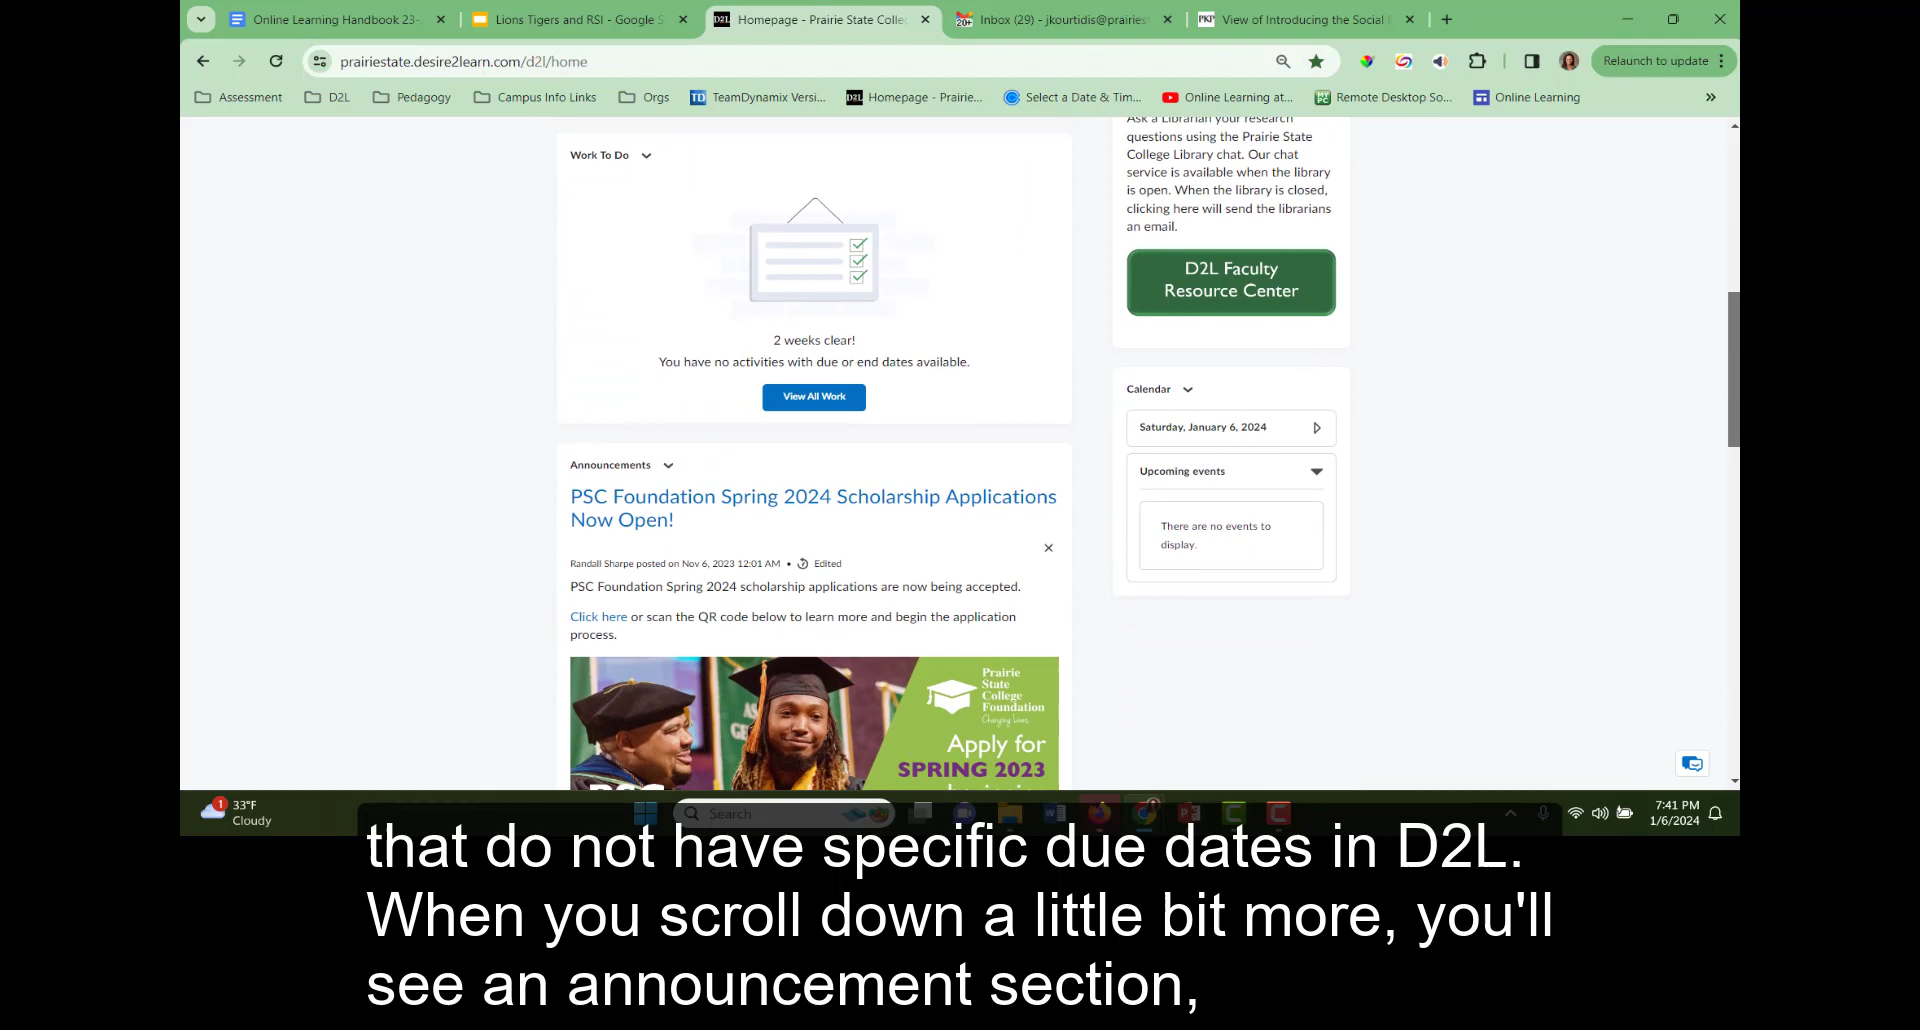 Online Learning Handbook 23-
Lions Tigers and RSI - Google S
Homepage - Prairie State Colle
Inbox (29) - jkourtidis@prairies
View of Introducing the Social
prairiestate.desire2learn.com/d2l/home
Relaunch to update
Assessment
D2L
Pedagogy
Campus Info Links
Orgs
TeamDynamix Versi...
Homepage - Prairie...
Select a Date & Tim...
Online Learning at...
Remote Desktop So...
Online Learning
Work To Do
2 weeks clear!
You have no activities with due or end dates available.
View All Work
Announcements
PSC Foundation Spring 2024 Scholarship Applications
Now Open!
Randall Sharpe posted on Nov 6, 2023 12:01 AM • Edited
PSC Foundation Spring 2024 scholarship applications are now being accepted.
Click here or scan the QR code below to learn more and begin the application
process.
Prairie
State
College
Foundation
Changing Lives
Apply for
SPRING 2023
Ask a Librarian your research
questions using the Prairie State
College Library chat. Our chat
service is available when the library
is open. When the library is closed,
clicking here will send the librarians
an email.
D2L Faculty
Resource Center
Calendar
Saturday, January 6, 2024
Upcoming events
There are no events to
display.
1
33°F
Cloudy
Search
7:41 PM
1/6/2024
that do not have specific due dates in D2L.
When you scroll down a little bit more, you'll
see an announcement section,